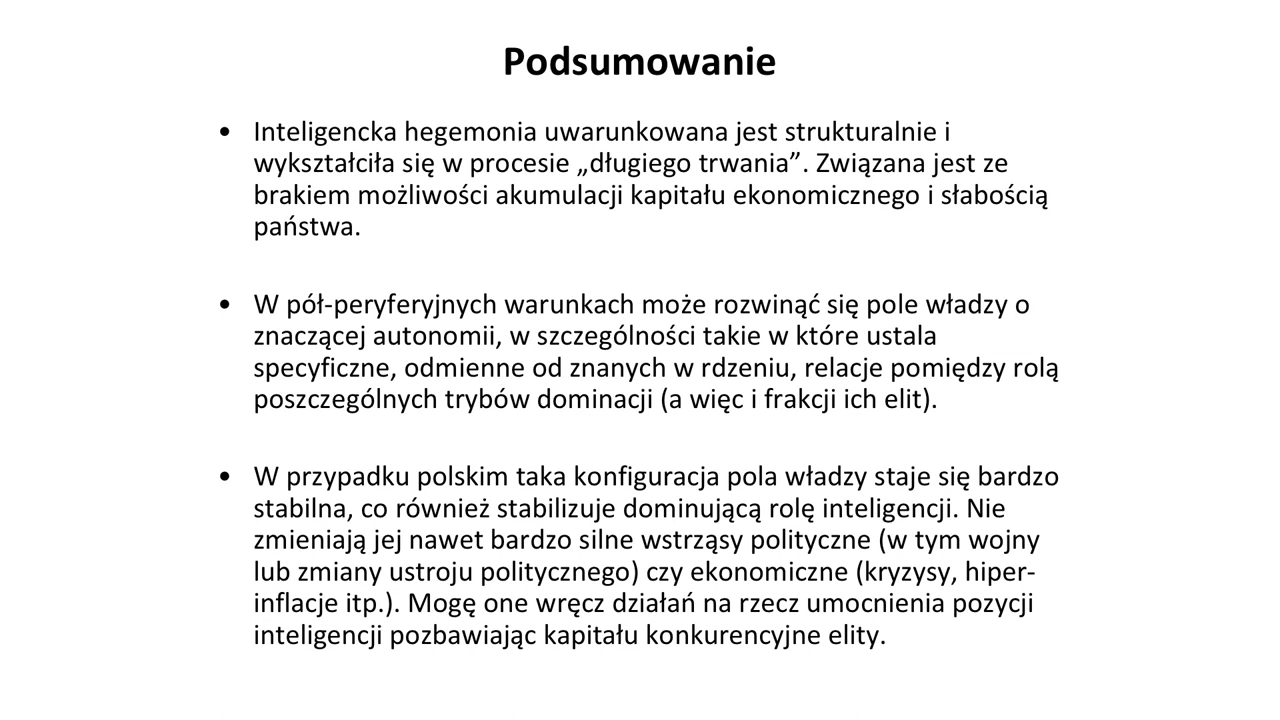 Podsumowanie
• Inteligencka hegemonia uwarunkowana jest strukturalnie i
wykształciła się w procesie „długiego trwania”. Związana jest ze
brakiem możliwości akumulacji kapitału ekonomicznego i słabością
państwa.
• W pół-peryferyjnych warunkach może rozwinąć się pole władzy o
znaczącej autonomii, w szczególności takie w które ustala
specyficzne, odmienne od znanych w rdzeniu, relacje pomiędzy rolą
poszczególnych trybów dominacji (a więc i frakcji ich elit).
• W przypadku polskim taka konfiguracja pola władzy staje się bardzo
stabilna, co również stabilizuje dominującą rolę inteligencji. Nie
zmieniają jej nawet bardzo silne wstrząsy polityczne (w tym wojny
lub zmiany ustroju politycznego) czy ekonomiczne (kryzysy, hiper-
inflacje itp.). Mogę one wręcz działań na rzecz umocnienia pozycji
inteligencji pozbawiając kapitału konkurencyjne elity.